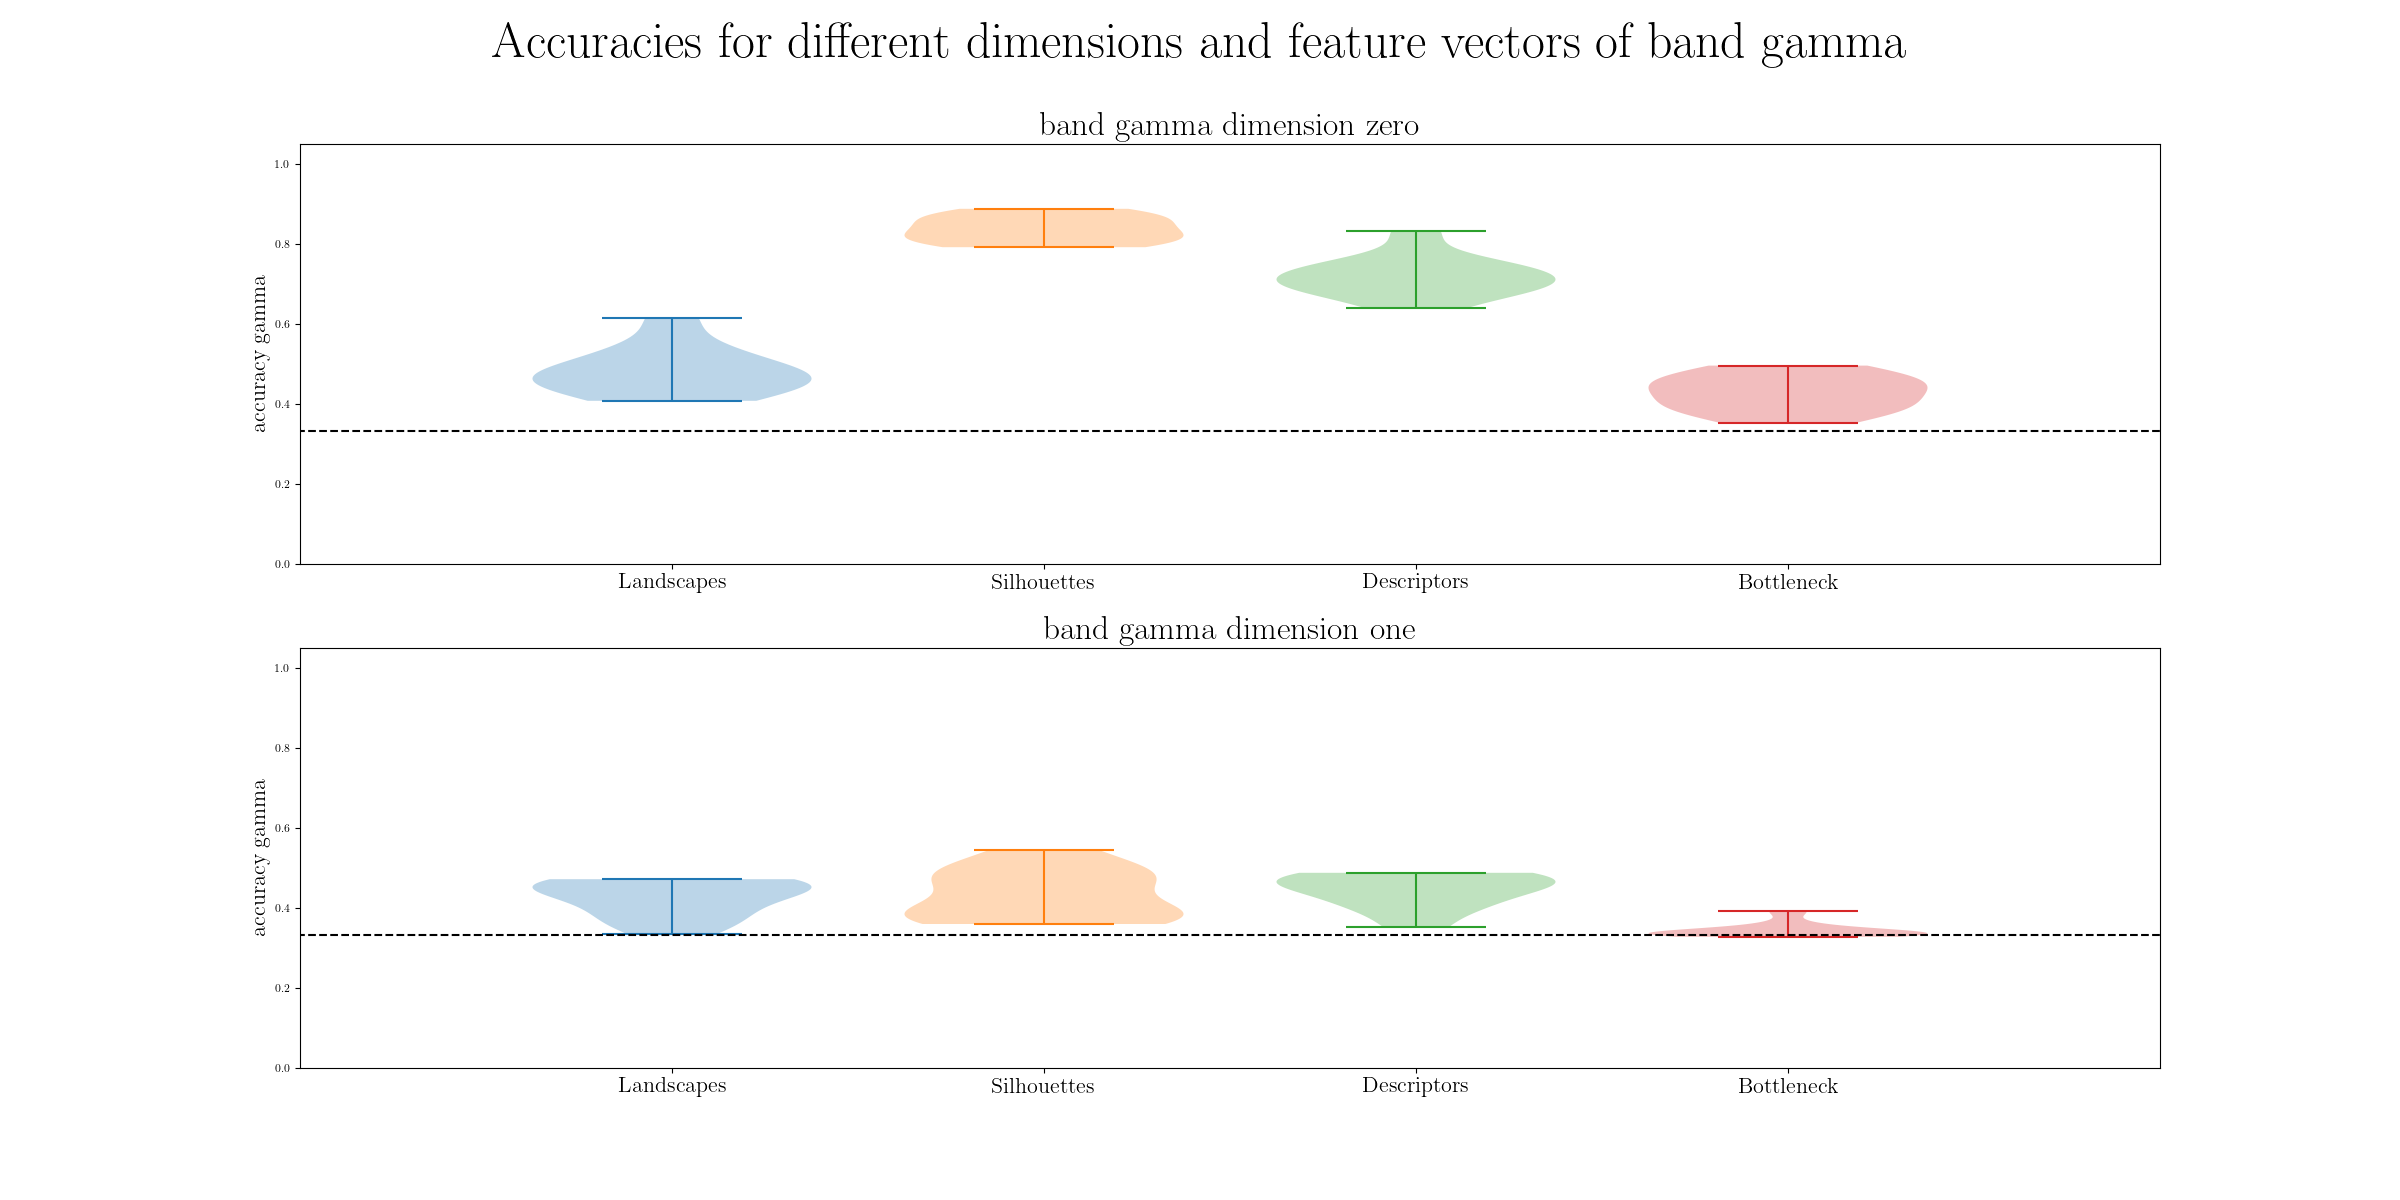 Accuracies for different dimensions and feature vectors of band gamma
band gamma dimension zero
accuracy gamma
1.0
0.8
0.6
0.4
0.2
0.0
Landscapes Silhouettes Descriptors Bottleneck
band gamma dimension one
accuracy gamma
1.0
0.8
0.6
0.4
0.2
0.0
Landscapes Silhouettes Descriptors Bottleneck